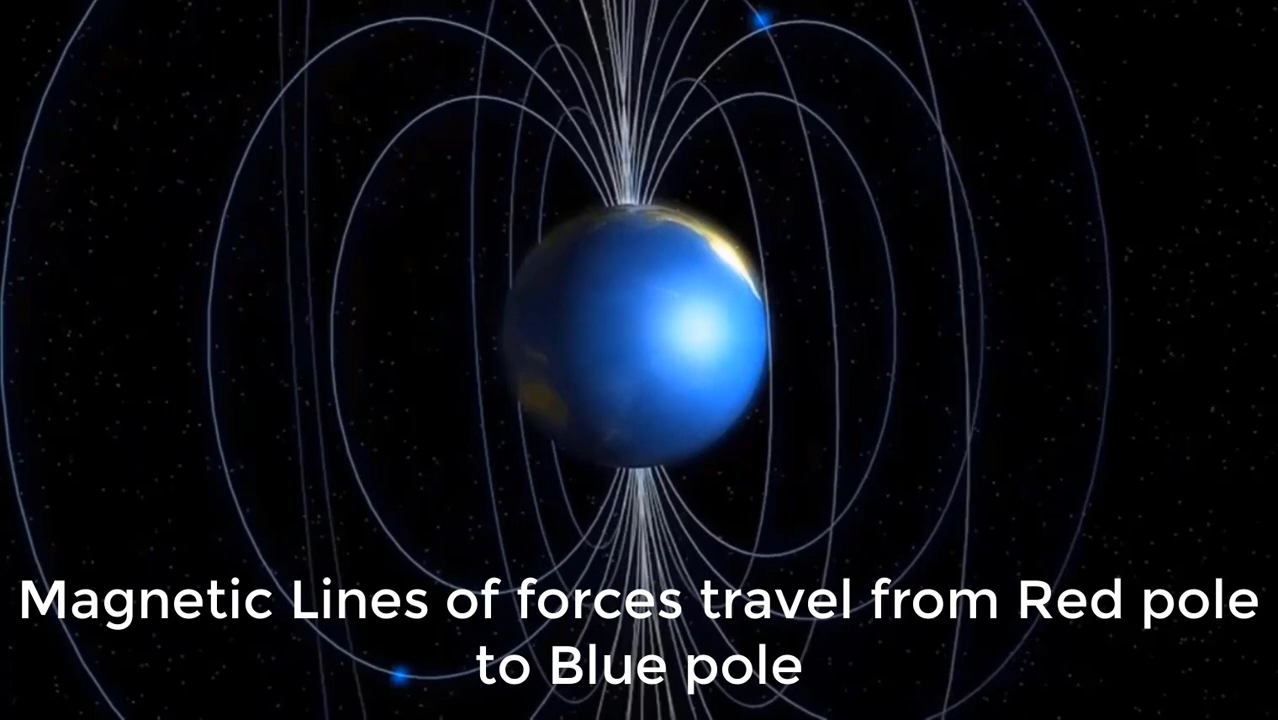 Magnetic Lines of forces travel from Red pole
to Blue pole